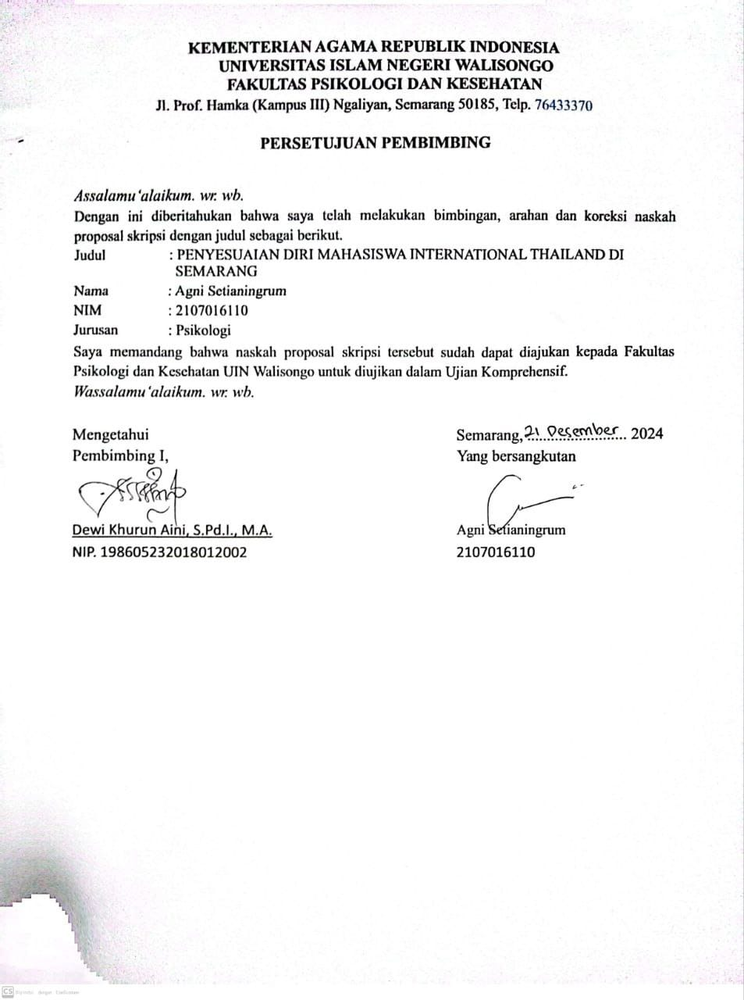 KEMENTERIAN AGAMA REPUBLIK INDONESIA
UNIVERSITAS ISLAM NEGERI WALISONGO
FAKULTAS PSIKOLOGI DAN KESEHATAN
Jl. Prof. Hamka (Kampus III) Ngaliyan, Semarang 50185, Telp. 76433370
PERSETUJUAN PEMBIMBING
Assalamu‘alaikum. wr. wb.
Dengan ini diberitahukan bahwa saya telah melakukan bimbingan, arahan dan koreksi naskah
proposal skripsi dengan judul sebagai berikut.
Judul : PENYESUAIAN DIRI MAHASISWA INTERNATIONAL THAILAND DI
SEMARANG
Nama : Agni Setianingrum
NIM : 2107016110
Jurusan : Psikologi
Saya memandang bahwa naskah proposal skripsi tersebut sudah dapat diajukan kepada Fakultas
Psikologi dan Kesehatan UIN Walisongo untuk diujikan dalam Ujian Komprehensif.
Wassalamu‘alaikum. wr. wb.
Mengetahui
Semarang, 21 Desember 2024
Pembimbing I,
Yang bersangkutan
Dewi Khurun Aini, S.Pd.I., M.A.
Agni Setianingrum
NIP. 198605232018012002
2107016110
CS Dipindai dengan CamScanner